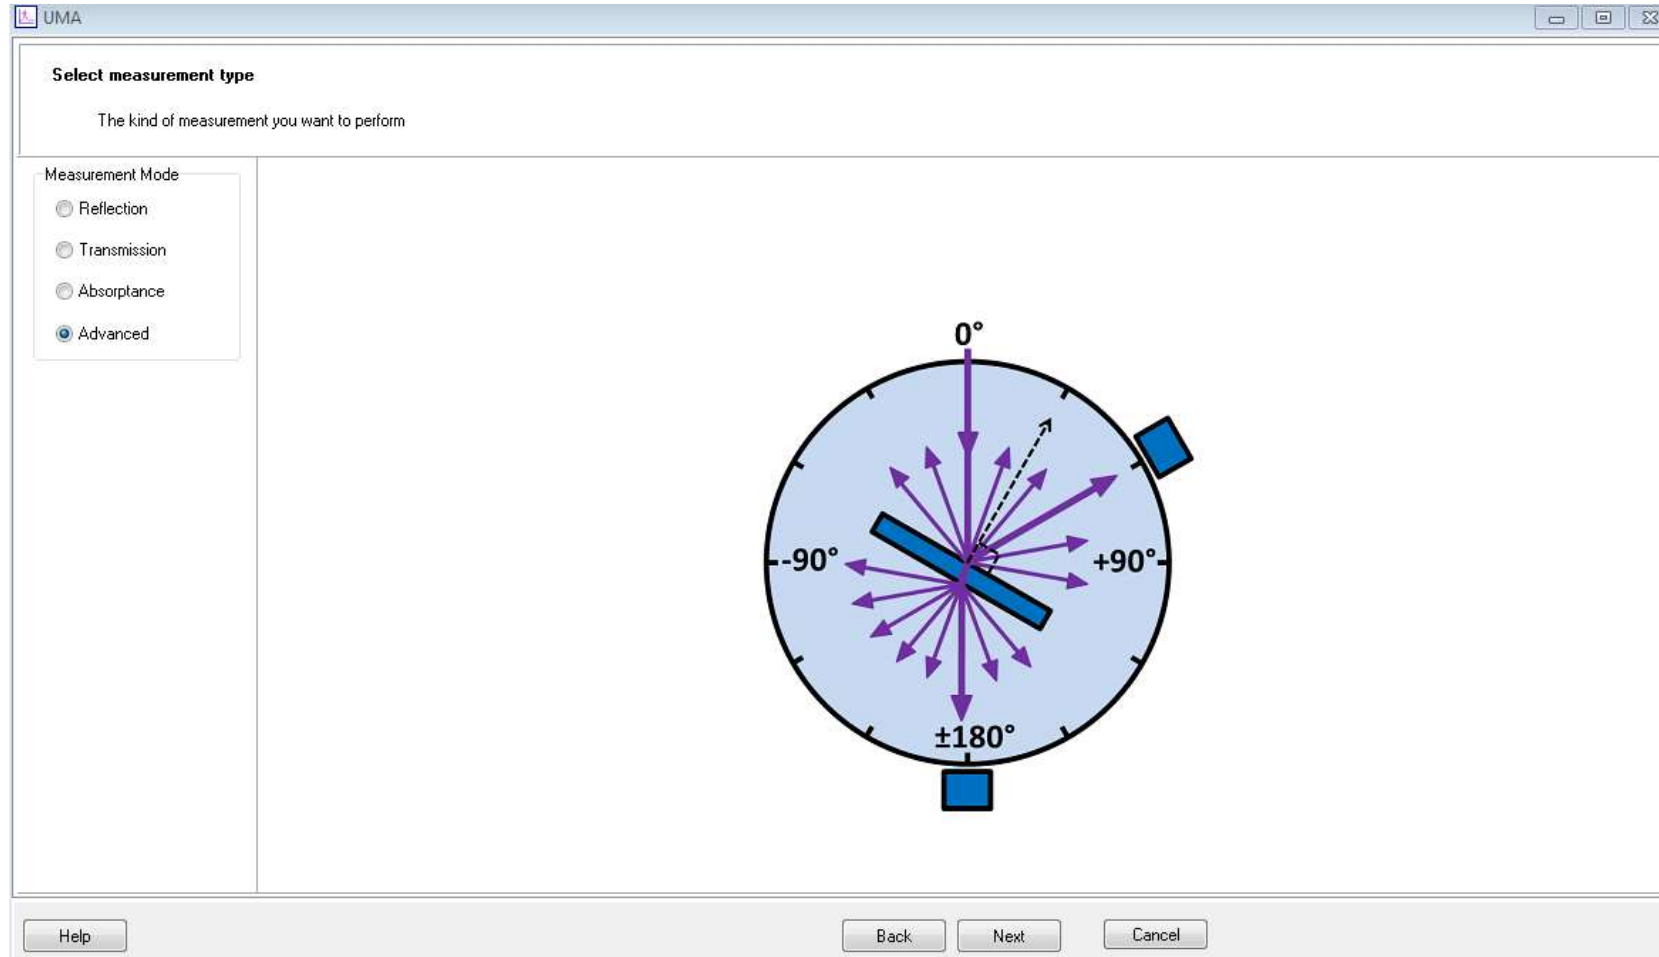 UMA
Select measurement type
The kind of measurement you want to perform
Measurement Mode
Reflection
Transmission
Absorptance
Advanced
0°
-90°
+90°
±180°
Help
Back
Next
Cancel